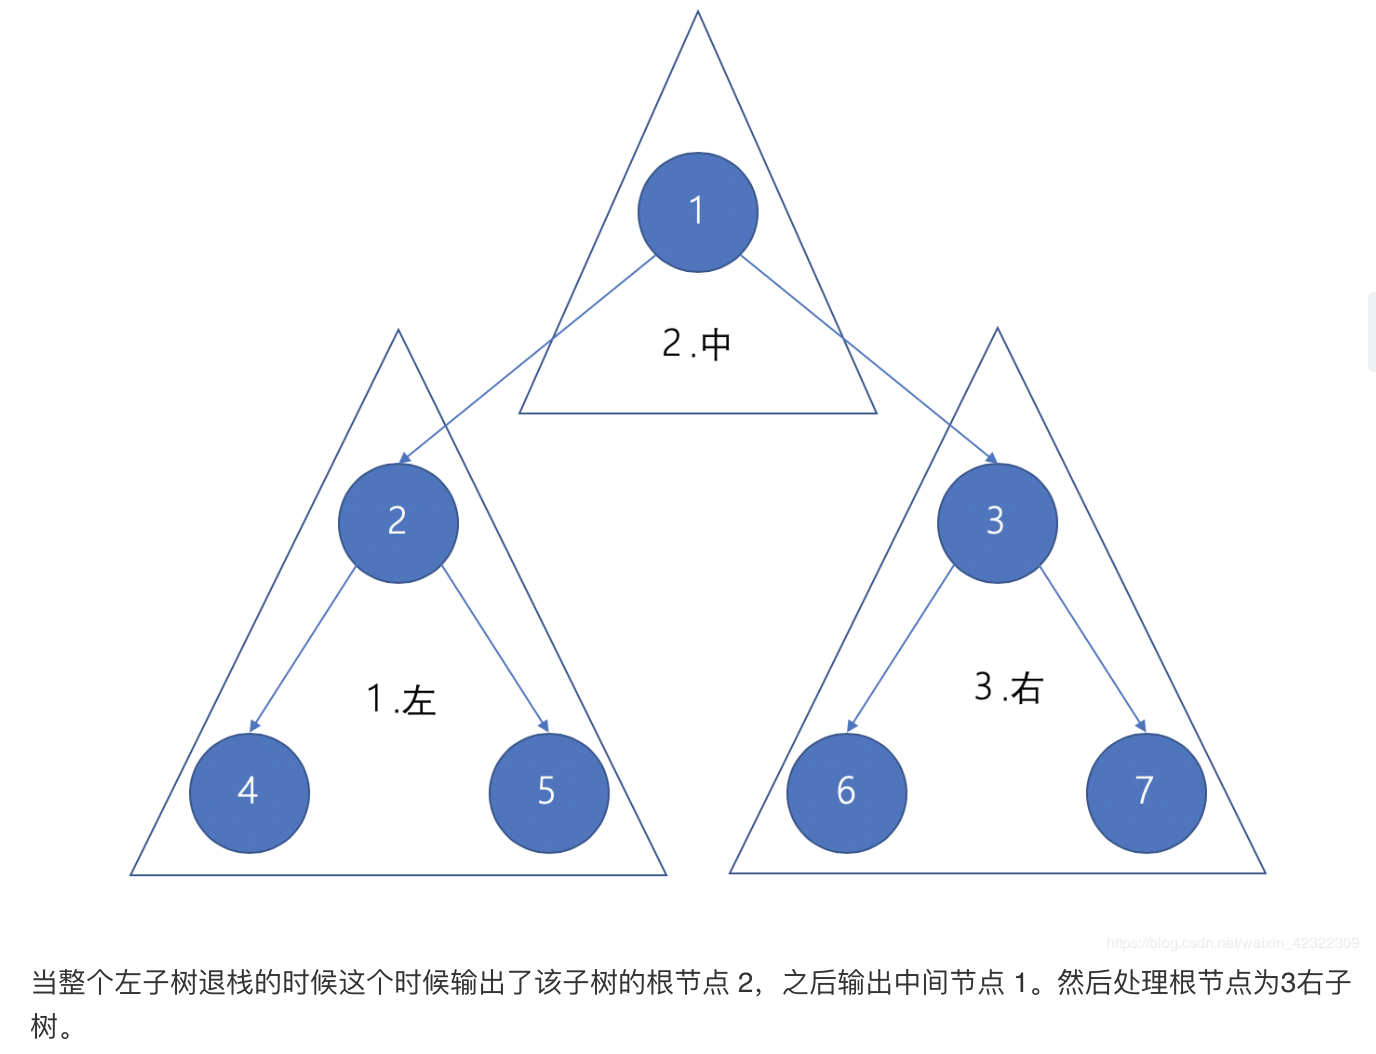 1
2 .中
2
3
1 .左
3 .右
4
5
6
7
https://blog.csdn.net/weixin_42322309
当整个左子树退栈的时候这个时候输出了该子树的根节点 2，之后输出中间节点 1。然后处理根节点为3右子
树。